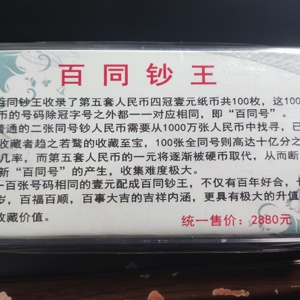 百同钞王
百同钞王收录了第五套人民币四冠壹元纸币共100枚，这
币的号码除冠字号之外都一一对应相同，即“百同号”。
普通的二张同号钞人民币需要从1000万张人民币中找寻，已
收藏者趋之若鹜的收藏至宝，100张全同号则高达十亿分之
几率，而第五版人民币的一元将逐渐被硬币取代，从而断
新“百同号”的产生，收集难度极大。
一百张号码相同的壹元配成百同钞王，不仅有百年好合，
岁，百福百顺，百事大吉的吉祥内涵，更具有极大的升值
收藏价值。
统一售价：2880元